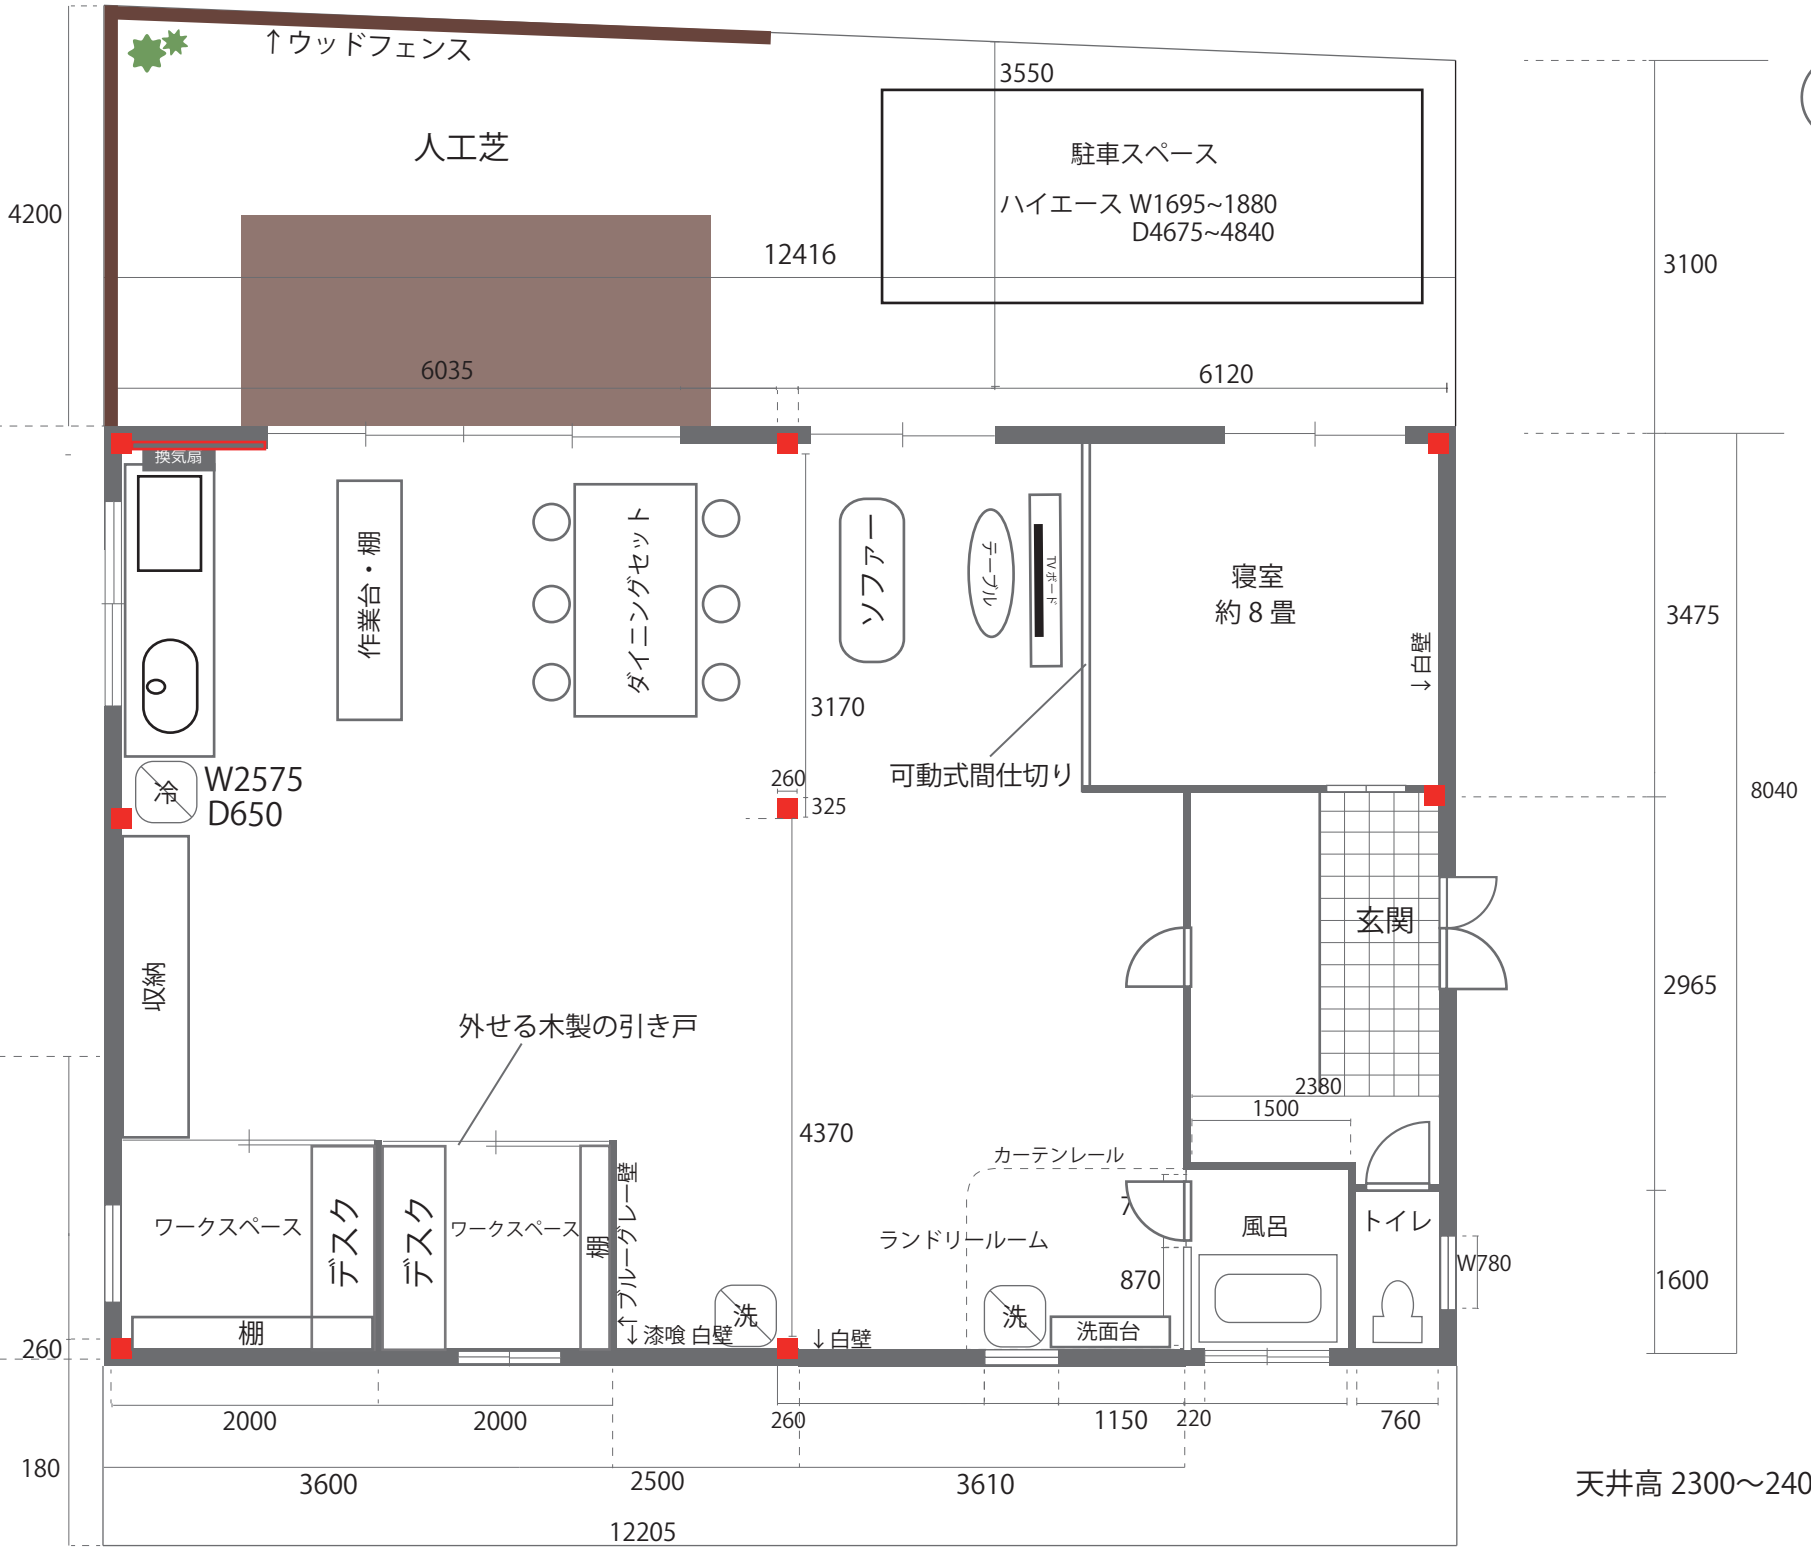 ↑ウッドフェンス
3550
人工芝
駐車スペース
ハイエース W1695~1880
D4675~4840
4200
12416
3100
6035
6120
換気扇
作業台・棚
ダイニングセット
ソファー
テーブル
TVボード
寝室
約 8 畳
3475
3170
可動式間仕切り
W2575
D650
冷
260
325
8040
玄関
収納
2965
外せる木製の引き戸
2380
1500
4370
カーテンレール
ワークスペース
デスク
デスク
ワークスペース
棚
↑ブルーグレー壁
ランドリールーム
870
風呂
トイレ
W780
1600
棚
↓漆喰 白壁
洗
↓白壁
洗
洗面台
260
2000
2000
260
1150
220
760
180
3600
2500
3610
天井高 2300〜240
12205